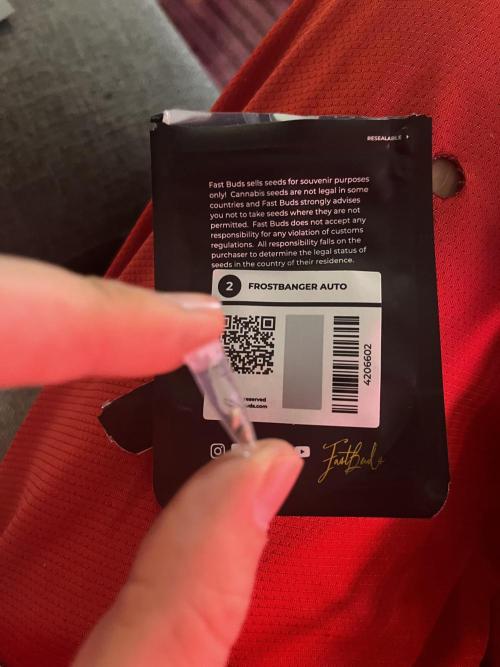 RESEALABLE
Fast Buds sells seeds for souvenir purposes
only! Cannabis seeds are not legal in some
countries and Fast Buds strongly advises
you not to take seeds where they are not
permitted. Fast Buds does not accept any
responsibility for any violation of customs
regulations. All responsibility falls on the
purchaser to determine the legal status of
seeds in the country of their residence.
2 FROSTBANGER AUTO
4206602
reserved
uds.com
FastBuds